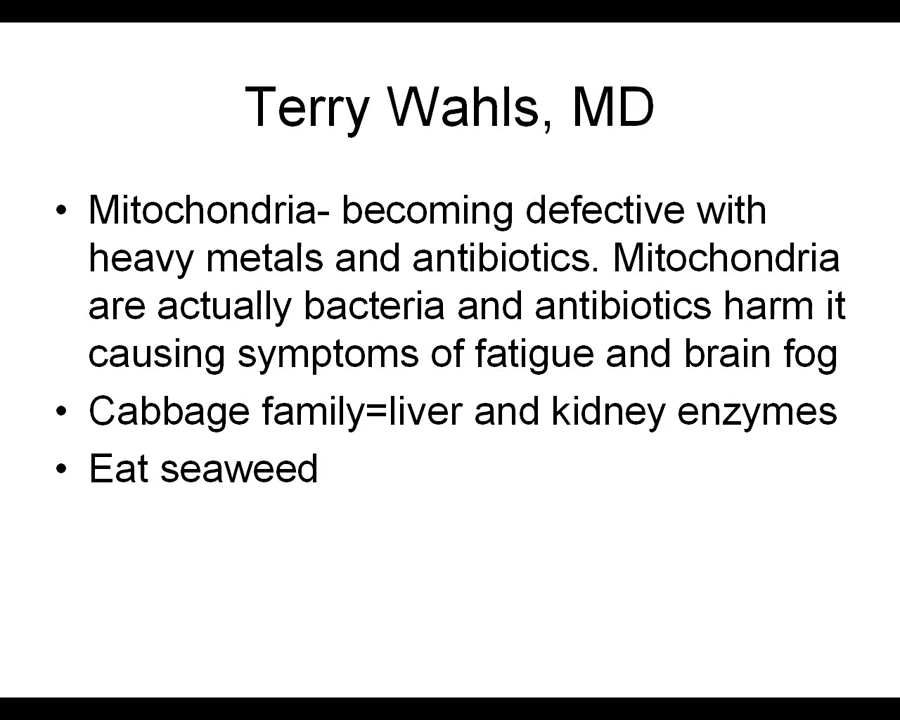 Terry Wahls, MD
• Mitochondria- becoming defective with
heavy metals and antibiotics. Mitochondria
are actually bacteria and antibiotics harm it
causing symptoms of fatigue and brain fog
• Cabbage family=liver and kidney enzymes
• Eat seaweed